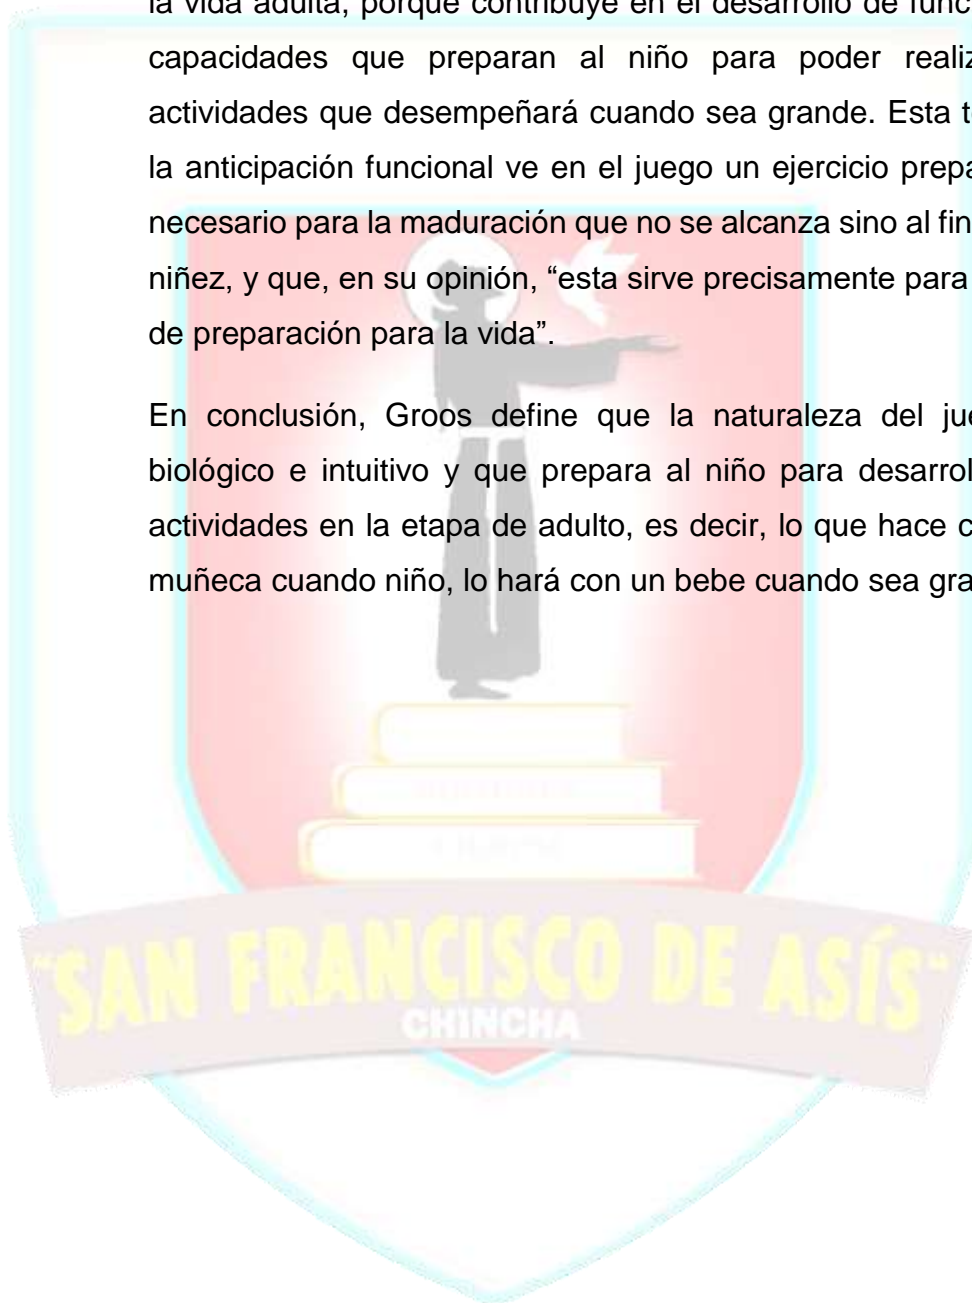 la vida adulta, porque contribuye en el desarrollo de func
capacidades que preparan al niño para poder realiz
actividades que desempeñará cuando sea grande. Esta t
la anticipación funcional ve en el juego un ejercicio prepa
necesario para la maduración que no se alcanza sino al fin
niñez, y que, en su opinión, “esta sirve precisamente para
de preparación para la vida”.
En conclusión, Groos define que la naturaleza del jue
biológico e intuitivo y que prepara al niño para desarrol
actividades en la etapa de adulto, es decir, lo que hace c
muñeca cuando niño, lo hará con un bebe cuando sea gra
"SAN FRANCISCO DE ASÍS"
CHINCHA